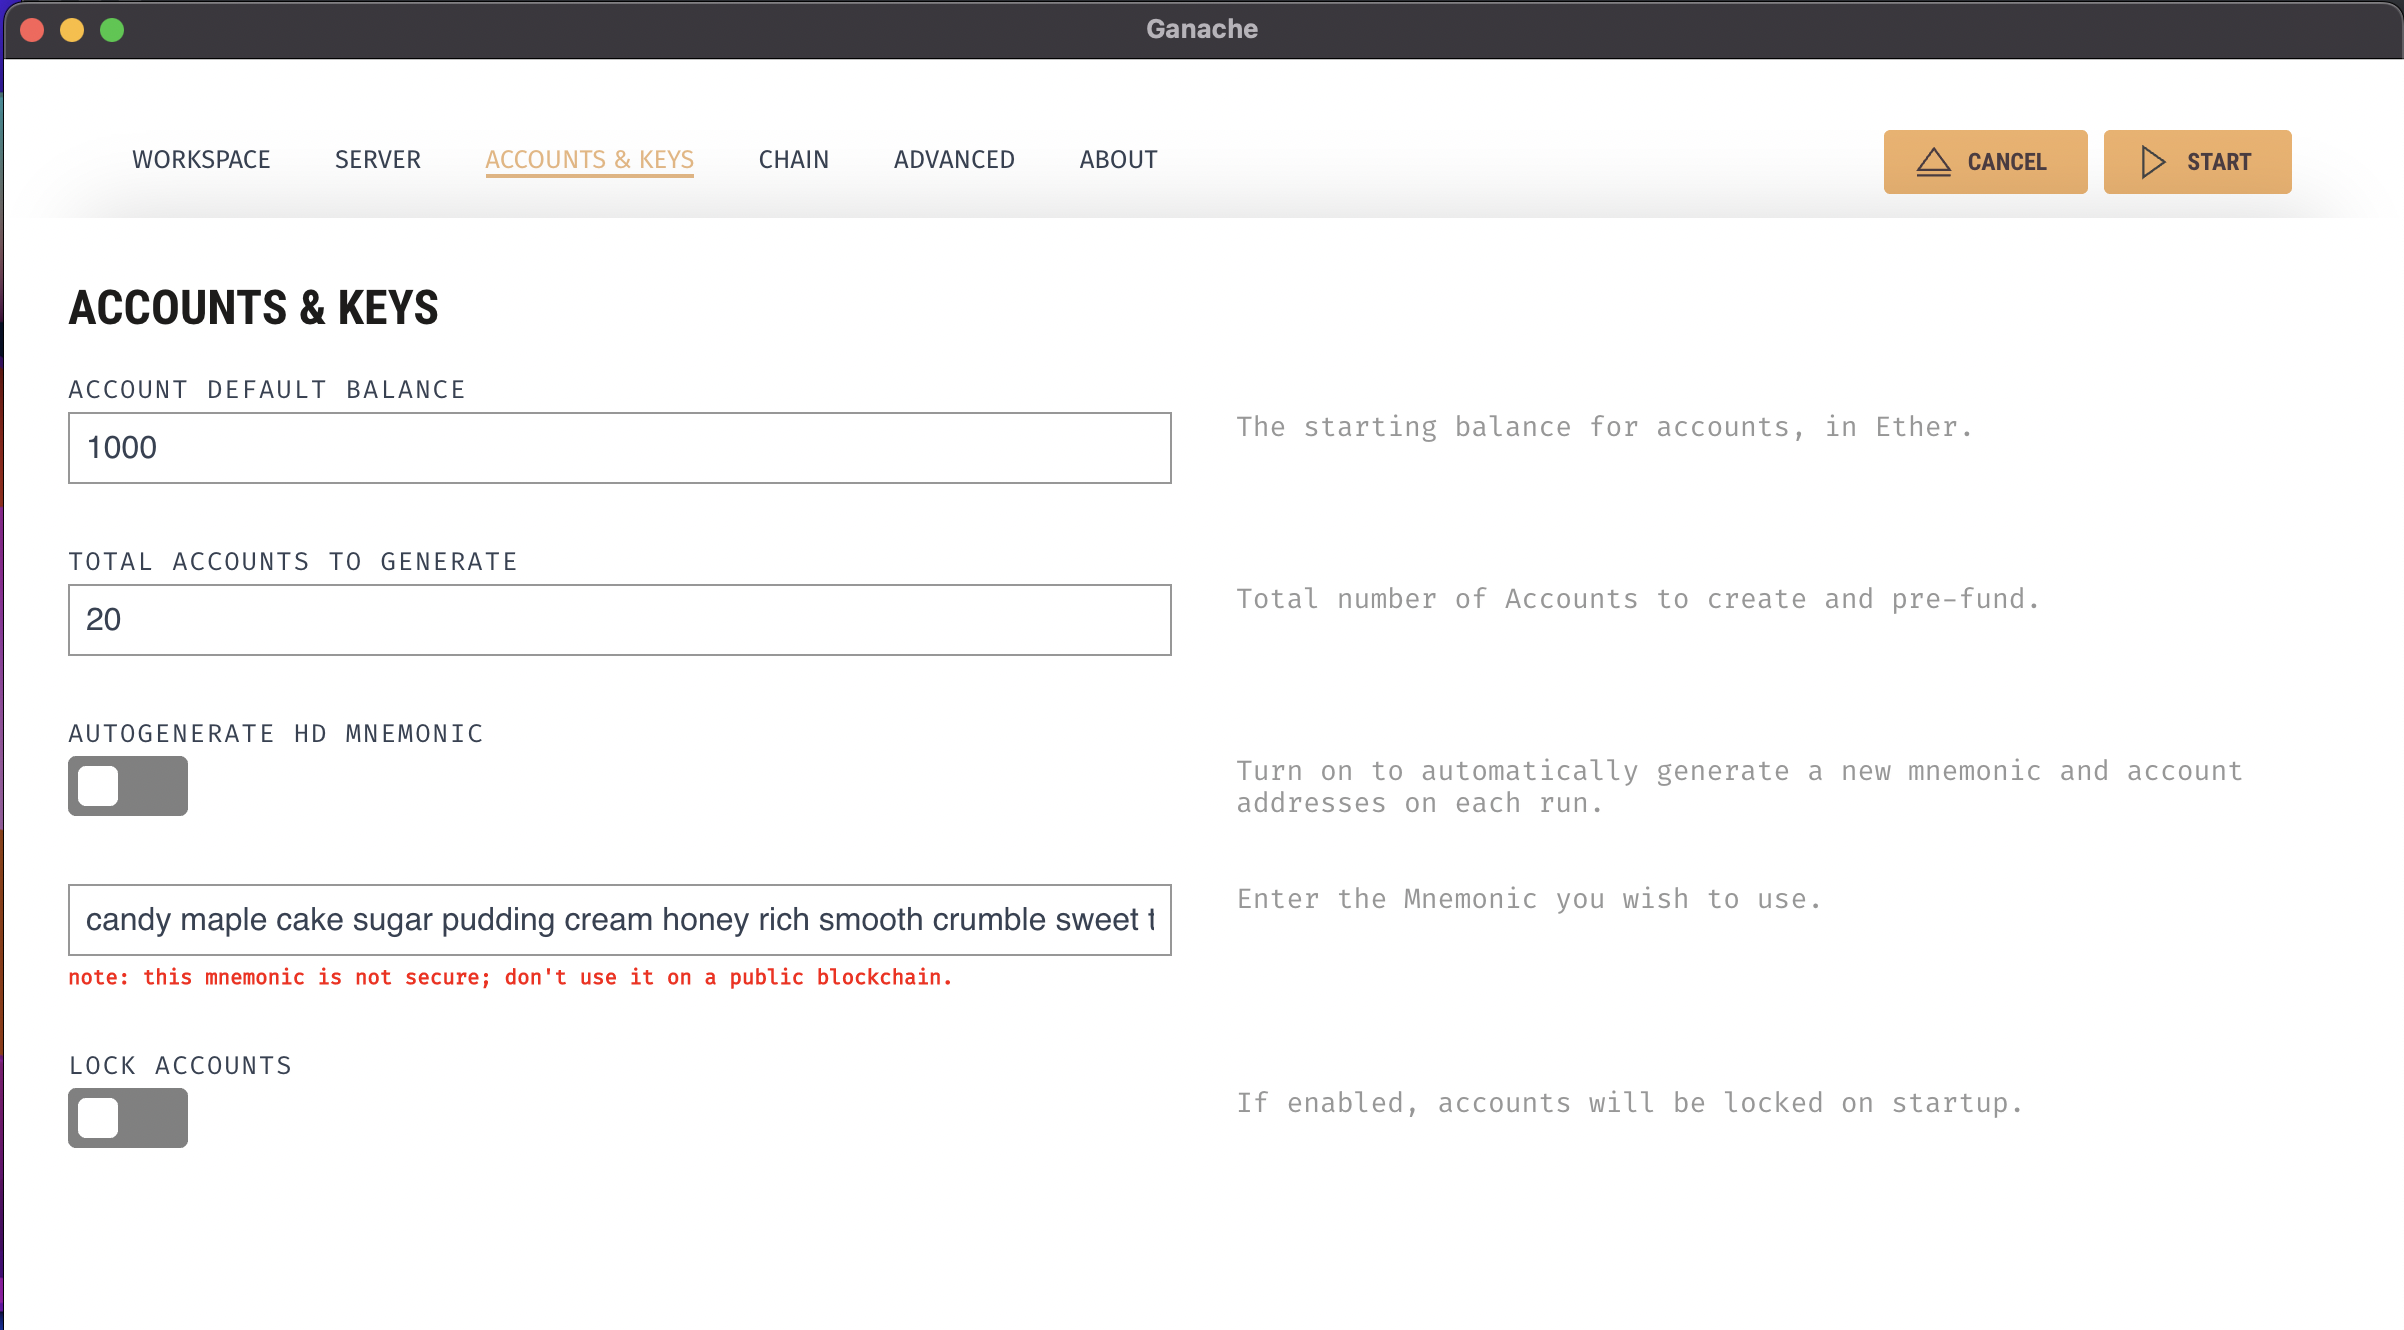 Ganache
WORKSPACE SERVER ACCOUNTS & KEYS CHAIN ADVANCED ABOUT CANCEL START
ACCOUNTS & KEYS
ACCOUNT DEFAULT BALANCE
1000
The starting balance for accounts, in Ether.
TOTAL ACCOUNTS TO GENERATE
20
Total number of Accounts to create and pre-fund.
AUTOGENERATE HD MNEMONIC
Turn on to automatically generate a new mnemonic and account
addresses on each run.
candy maple cake sugar pudding cream honey rich smooth crumble sweet
Enter the Mnemonic you wish to use.
note: this mnemonic is not secure; don't use it on a public blockchain.
LOCK ACCOUNTS
If enabled, accounts will be locked on startup.